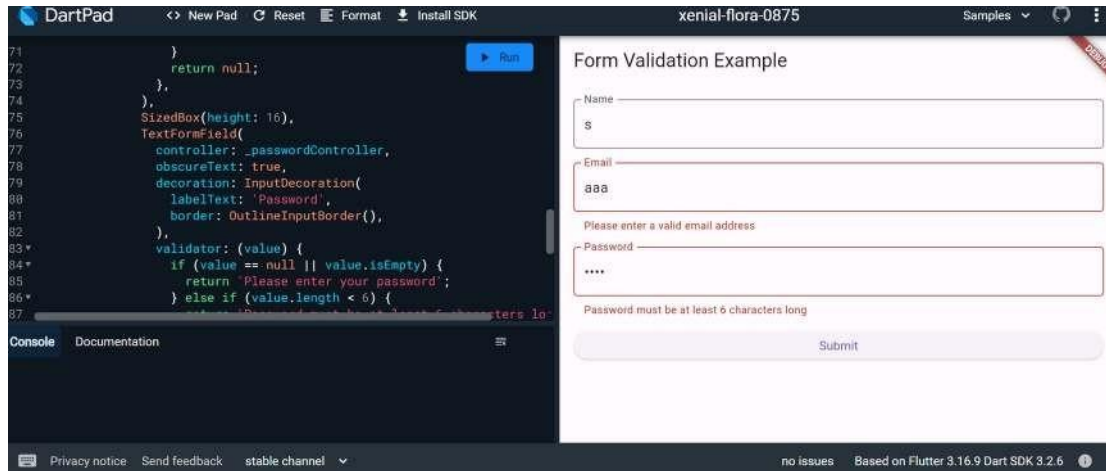 DartPad <> New Pad Reset Format Install SDK xenial-flora-0875 Samples
71 }
72 return null;
73 },
74 ),
75 SizedBox(height: 16),
76 TextFormField(
77 controller: _passwordController,
78 obscureText: true,
79 decoration: InputDecoration(
80 labelText: 'Password',
81 border: OutlineInputBorder(),
82 ),
83 validator: (value) {
84 if (value == null || value.isEmpty) {
85 return 'Please enter your password';
86 } else if (value.length < 6) {
87
Run
Console Documentation
Form Validation Example
DEBUG
Name
s
Email
aaa
Please enter a valid email address
Password
••••
Password must be at least 6 characters long
Submit
Privacy notice Send feedback stable channel no issues Based on Flutter 3.16.9 Dart SDK 3.2.6